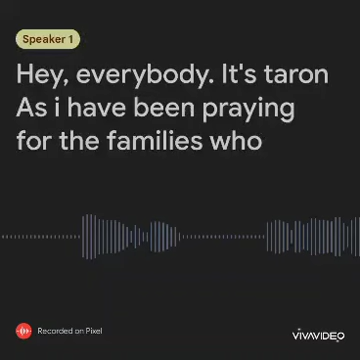 Speaker 1
Hey, everybody. It's taron
As i have been praying
for the families who
Recorded on Pixel
VIVAVIDEO